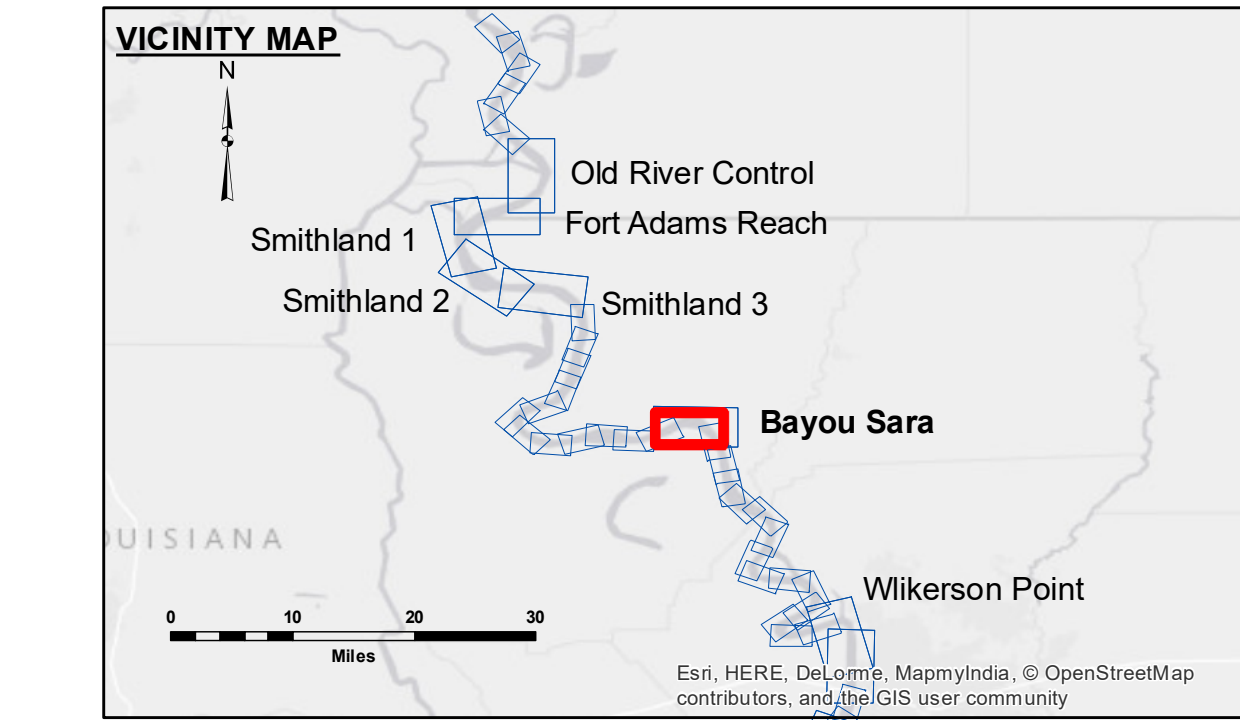 VICINITY MAP
N
Old River Control
Fort Adams Reach
Smithland 1
Smithland 2
Smithland 3
Bayou Sara
OUISIANA
Wlikerson Point
0 10 20 30
Miles
Esri, HERE, DeLorme, MapmyIndia, © OpenStreetMap
contributors, and the GIS user community